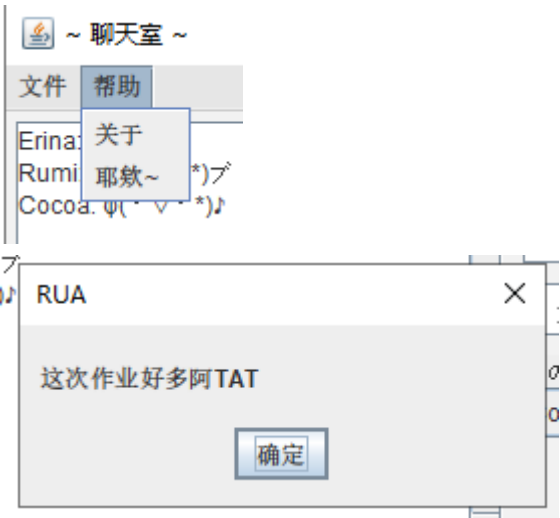 ~ 聊天室 ~
文件 帮助
关于
耶欸~
Erina:
Rumi *)ブ
Cocoa: φ(・▽・*)♪
RUA
这次作业好多阿TAT
确定